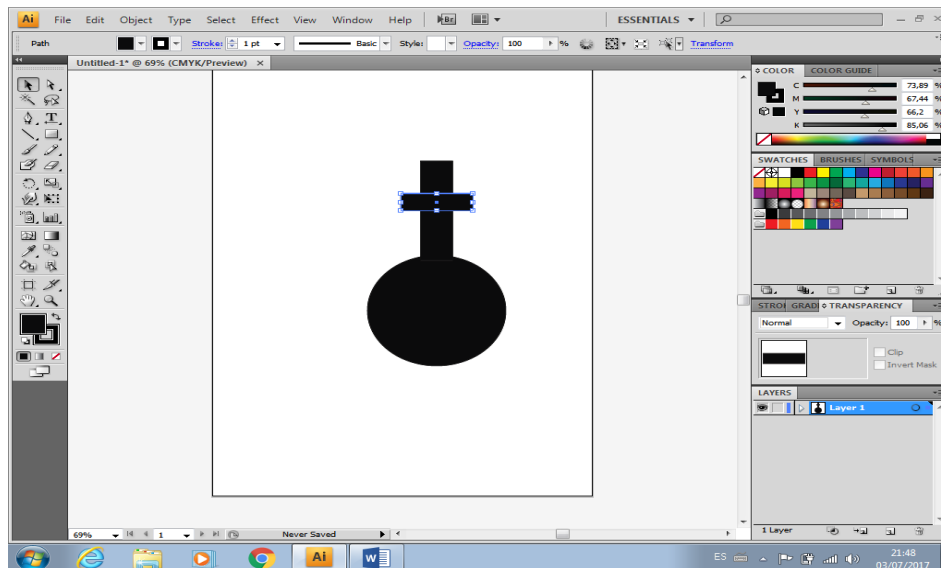 Ai File Edit Object Type Select Effect View Window Help Br ESSENTIALS
Path Stroke: 1 pt Basic Style: Opacity: 100 % Transform
Untitled-1* @ 69% (CMYK/Preview) ×
COLOR COLOR GUIDE
C 73,89 %
M 67,44 %
Y 66,2 %
K 85,06 %
SWATCHES BRUSHES SYMBOLS
STROK GRADI TRANSPARENCY
Normal Opacity: 100 %
Clip
Invert Mask
LAYERS
Layer 1
1 Layer
69% 1 Never Saved
Ai W ES 21:48
03/07/2017